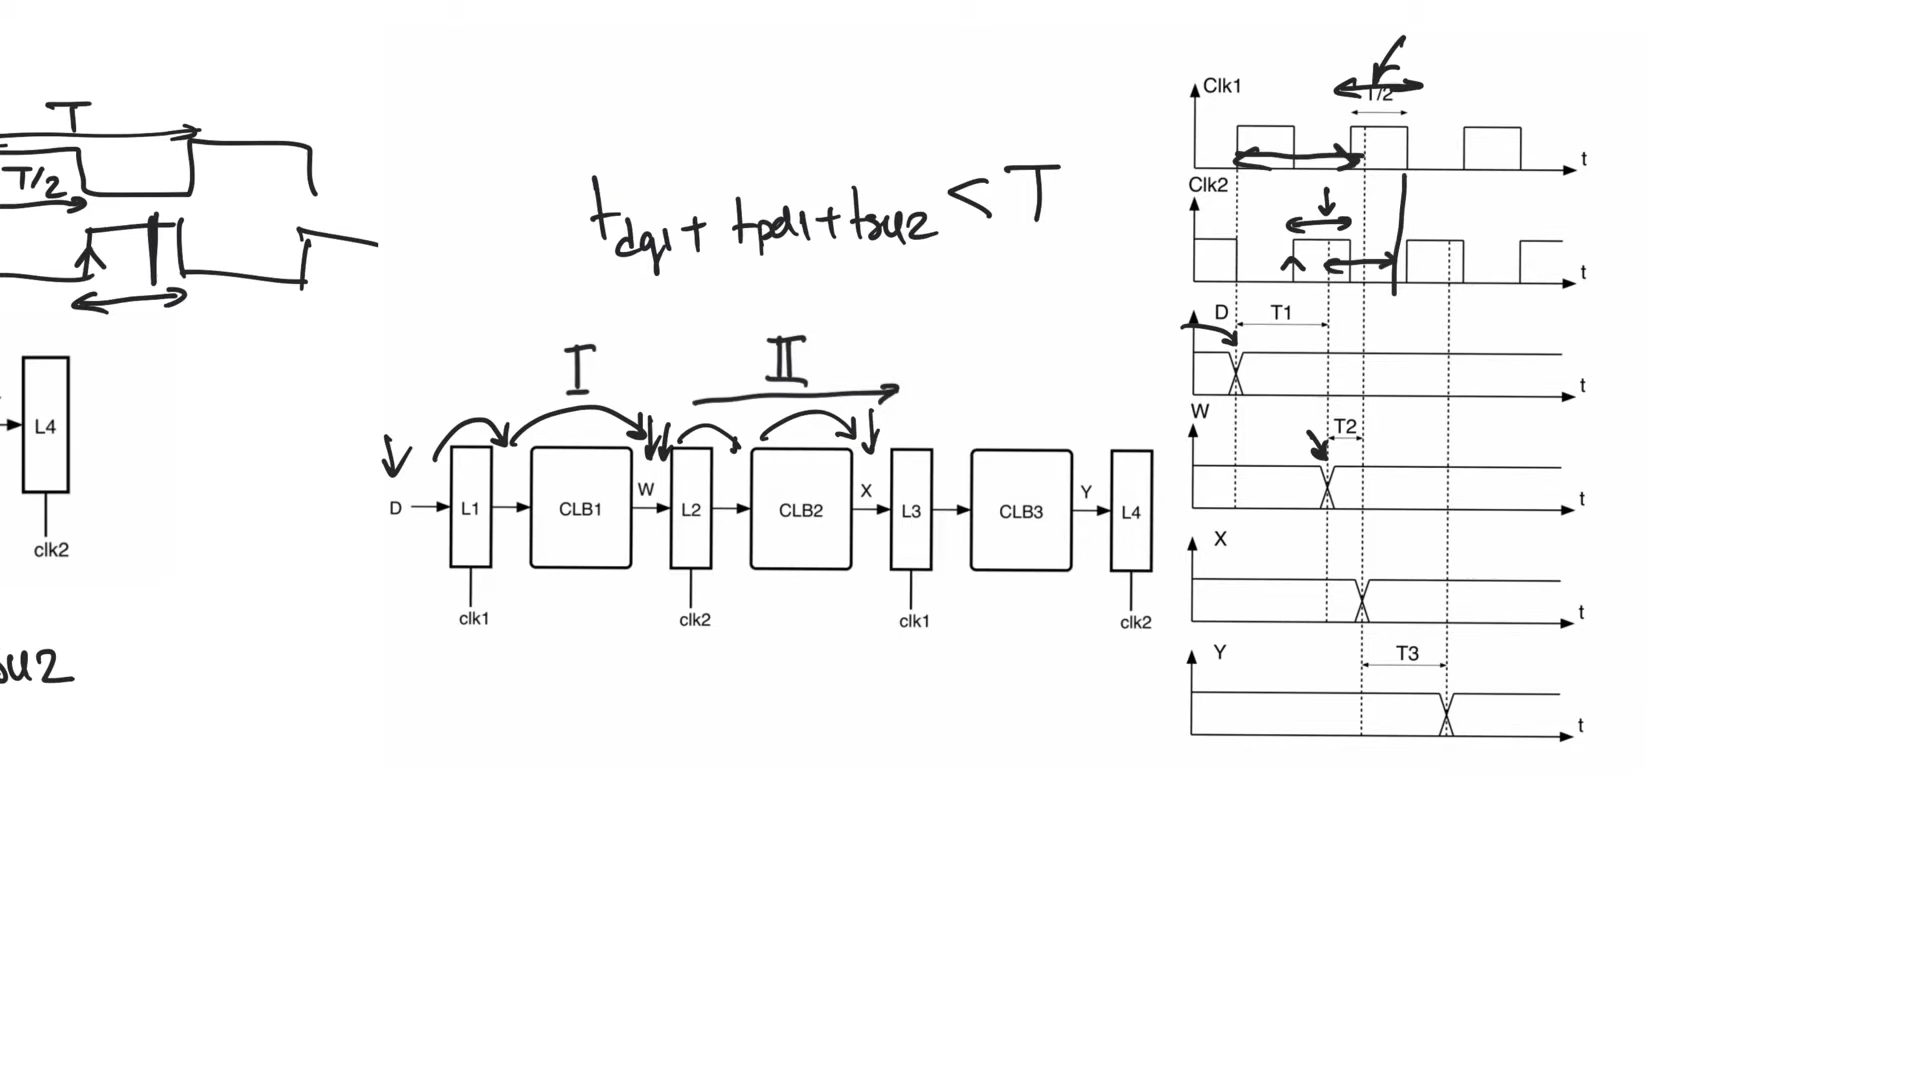 T
T/2
L4
clk2
su2
tdq1 + tpd1 + tsu2 < T
I
II
D
L1
CLB1
W
L2
CLB2
X
L3
CLB3
Y
L4
clk1
clk2
clk1
clk2
Clk1
T/2
t
Clk2
t
D
T1
t
W
T2
t
X
t
Y
T3
t